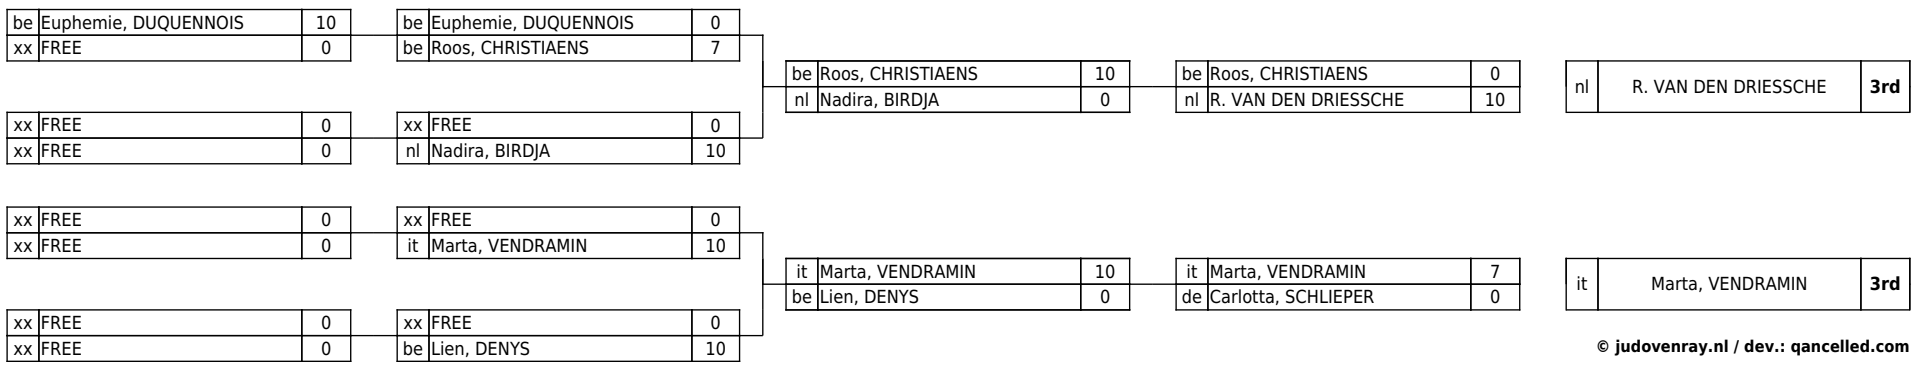 be Euphemie, DUQUENNOIS 10
xx FREE 0
xx FREE 0
xx FREE 0
xx FREE 0
xx FREE 0
xx FREE 0
xx FREE 0
be Euphemie, DUQUENNOIS 0
be Roos, CHRISTIAENS 7
xx FREE 0
nl Nadira, BIRDJA 10
xx FREE 0
it Marta, VENDRAMIN 10
xx FREE 0
be Lien, DENYS 10
be Roos, CHRISTIAENS 10
nl Nadira, BIRDJA 0
it Marta, VENDRAMIN 10
be Lien, DENYS 0
be Roos, CHRISTIAENS 0
nl R. VAN DEN DRIESSCHE 10
it Marta, VENDRAMIN 7
de Carlotta, SCHLIEPER 0
nl R. VAN DEN DRIESSCHE 3rd
it Marta, VENDRAMIN 3rd
© judovenray.nl / dev.: qancelled.com